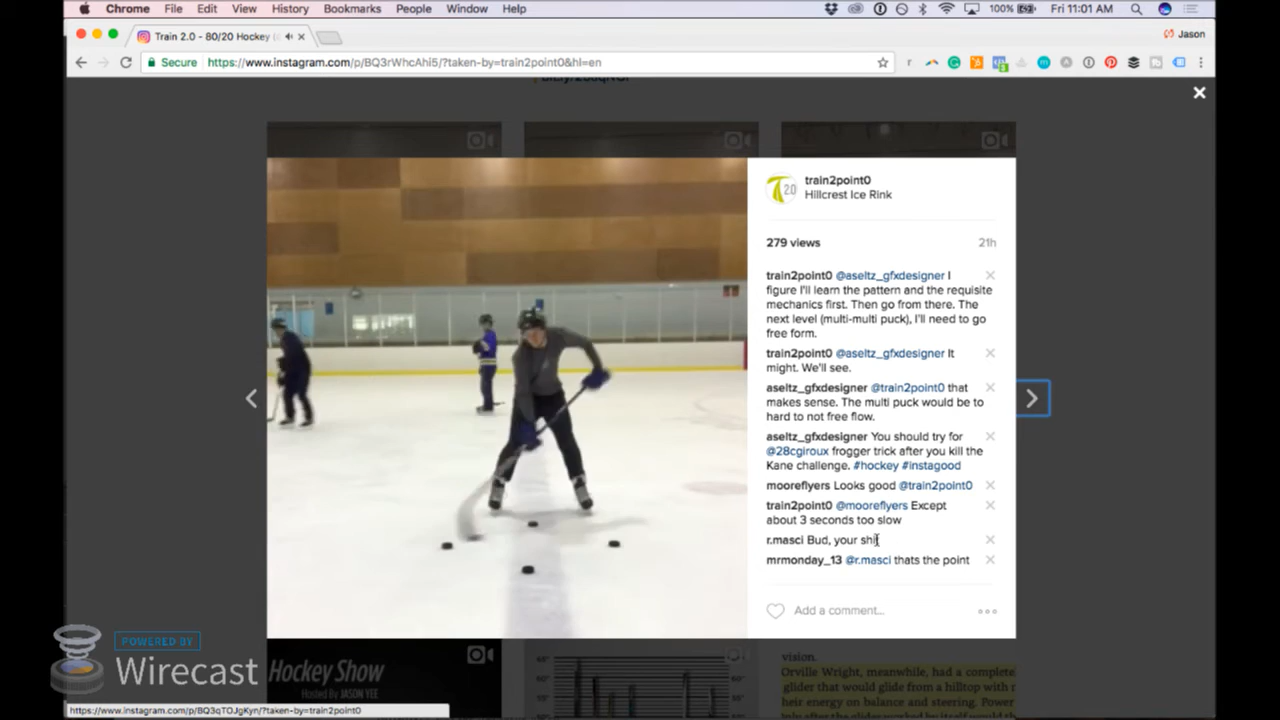 Chrome File Edit View History Bookmarks People Window Help 100% Fri 11:01 AM
Train 2.0 - 80/20 Hockey Jason
Secure https://www.instagram.com/p/BQ3rWhcAhi5/?taken-by=train2point0&hl=en
train2point0
Hillcrest Ice Rink
279 views 21h
train2point0 @aseltz_gfxdesigner I
figure I'll learn the pattern and the requisite
mechanics first. Then go from there. The
next level (multi-multi puck), I'll need to go
free form.
train2point0 @aseltz_gfxdesigner It
might. We'll see.
aseltz_gfxdesigner @train2point0 that
makes sense. The multi puck would be to
hard to not free flow.
aseltz_gfxdesigner You should try for
@28cgiroux frogger trick after you kill the
Kane challenge. #hockey #instagood
mooreflyers Looks good @train2point0
train2point0 @mooreflyers Except
about 3 seconds too slow
r.masci Bud, your shit
mrmonday_13 @r.masci thats the point
Add a comment...
POWERED BY
Wirecast
Hockey Show
Hosted By JASON YEE
45° 60°
30° 55°
vision.
Orville Wright, meanwhile, had a complete
glider that would glide from a hilltop with
heir energy on balance and steering. Power
https://www.instagram.com/p/BQ3qTOJgKyn/?taken-by=train2point0